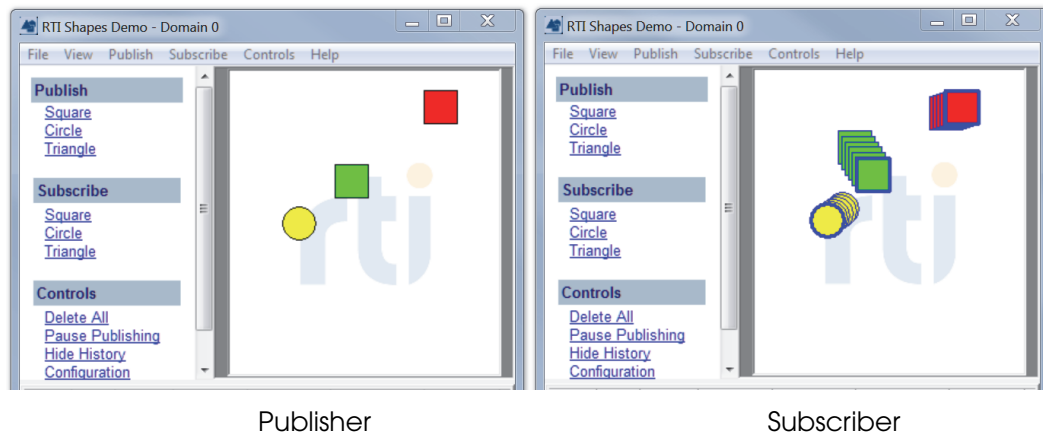 RTI Shapes Demo - Domain 0
File View Publish Subscribe Controls Help
Publish
Square
Circle
Triangle
Subscribe
Square
Circle
Triangle
Controls
Delete All
Pause Publishing
Hide History
Configuration
rti
Publisher
RTI Shapes Demo - Domain 0
File View Publish Subscribe Controls Help
Publish
Square
Circle
Triangle
Subscribe
Square
Circle
Triangle
Controls
Delete All
Pause Publishing
Hide History
Configuration
rti
Subscriber